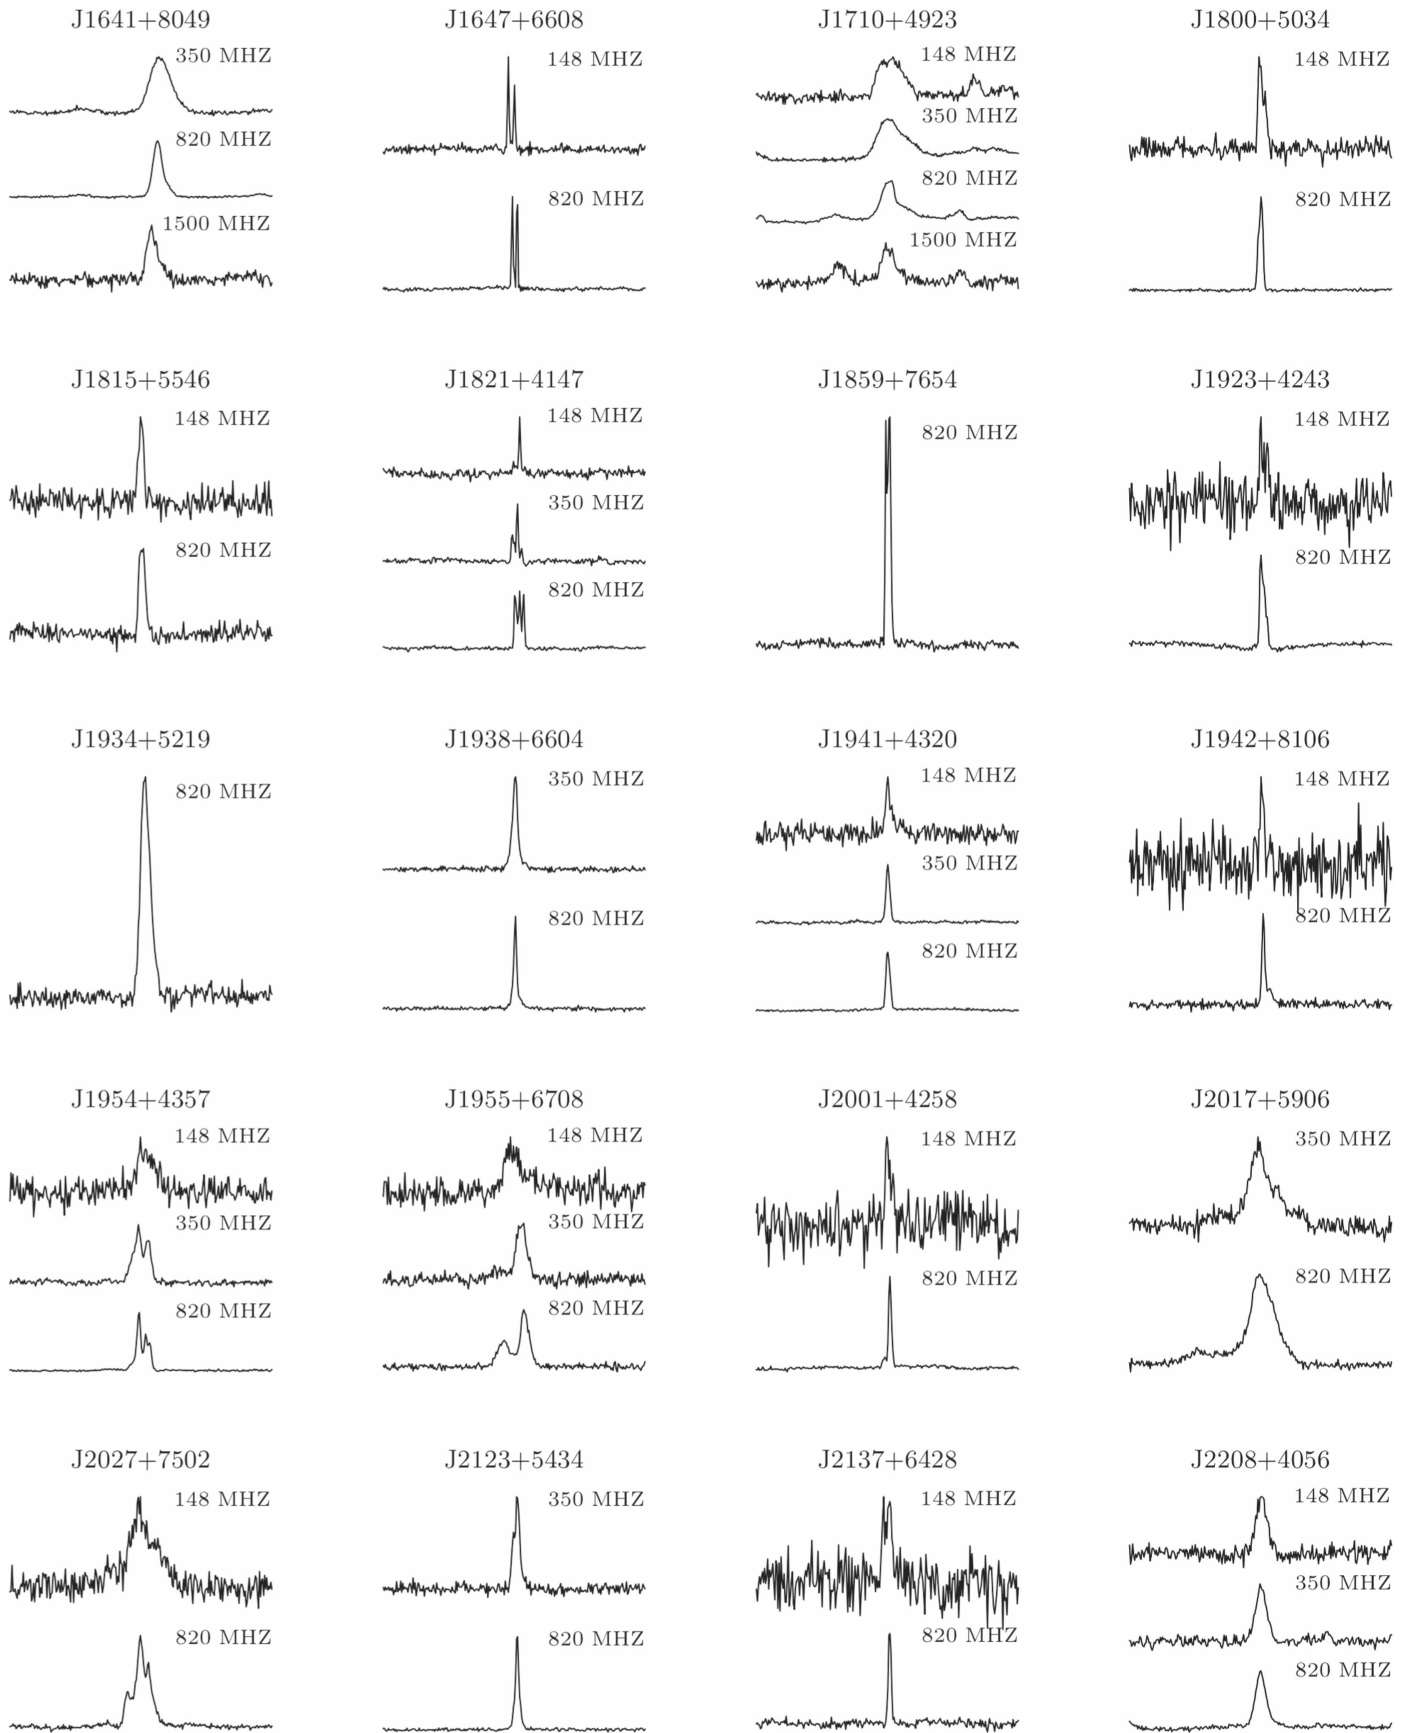 J1641+8049
350 MHZ
820 MHZ
1500 MHZ
J1647+6608
148 MHZ
820 MHZ
J1710+4923
148 MHZ
350 MHZ
820 MHZ
1500 MHZ
J1800+5034
148 MHZ
820 MHZ
J1815+5546
148 MHZ
820 MHZ
J1821+4147
148 MHZ
350 MHZ
820 MHZ
J1859+7654
820 MHZ
J1923+4243
148 MHZ
820 MHZ
J1934+5219
820 MHZ
J1938+6604
350 MHZ
820 MHZ
J1941+4320
148 MHZ
350 MHZ
820 MHZ
J1942+8106
148 MHZ
820 MHZ
J1954+4357
148 MHZ
350 MHZ
820 MHZ
J1955+6708
148 MHZ
350 MHZ
820 MHZ
J2001+4258
148 MHZ
820 MHZ
J2017+5906
350 MHZ
820 MHZ
J2027+7502
148 MHZ
820 MHZ
J2123+5434
350 MHZ
820 MHZ
J2137+6428
148 MHZ
820 MHZ
J2208+4056
148 MHZ
350 MHZ
820 MHZ